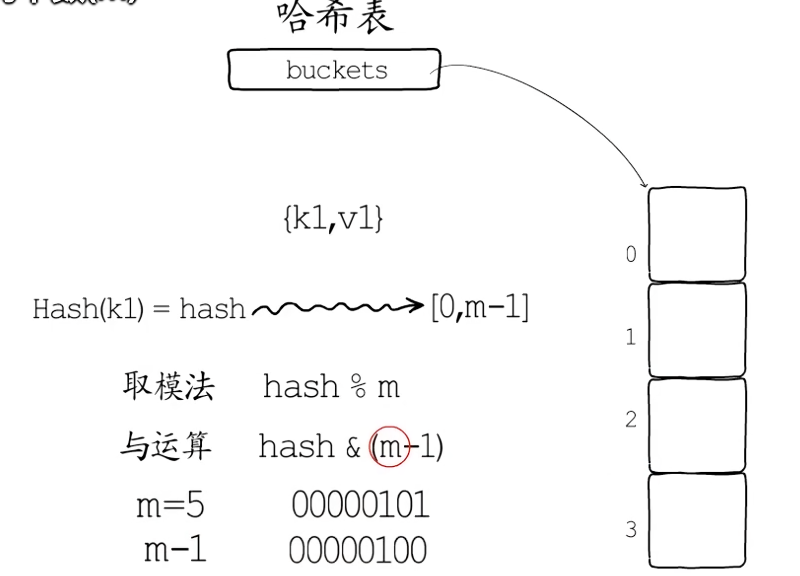 哈希表
buckets
{k1,v1}
Hash(k1) = hash [0,m-1]
取模法 hash % m
与运算 hash & (m-1)
m=5 00000101
m-1 00000100
0
1
2
3